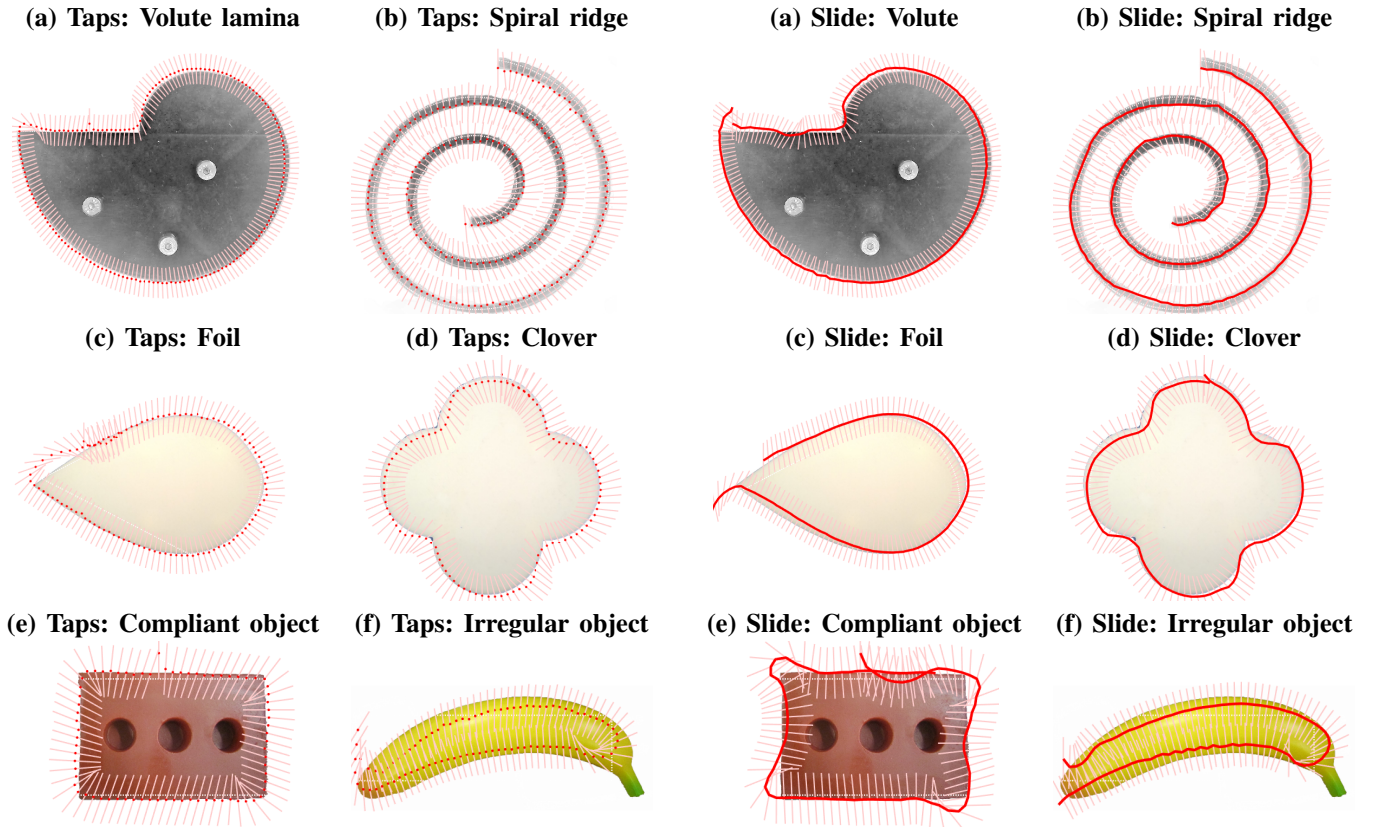 (a) Taps: Volute lamina
(b) Taps: Spiral ridge
(a) Slide: Volute
(b) Slide: Spiral ridge
(c) Taps: Foil
(d) Taps: Clover
(c) Slide: Foil
(d) Slide: Clover
(e) Taps: Compliant object
(f) Taps: Irregular object
(e) Slide: Compliant object
(f) Slide: Irregular object